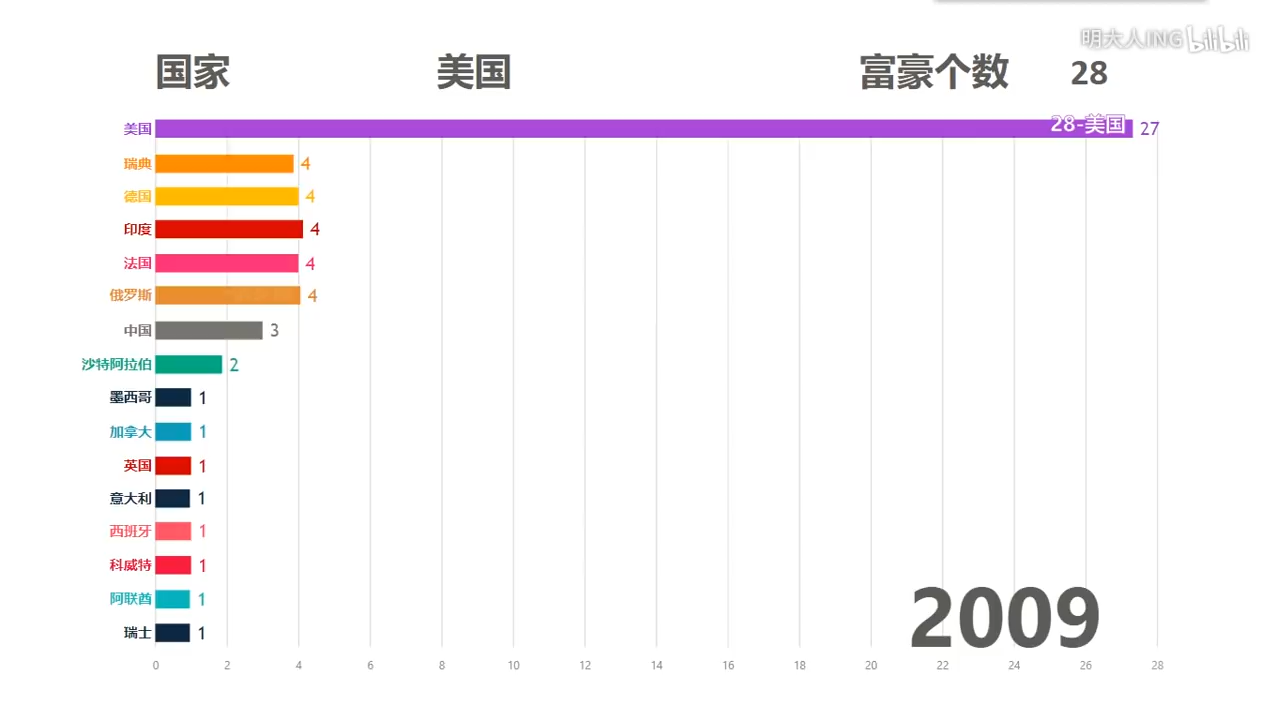 明大人ING bilibili
国家 美国 富豪个数 28
美国 28-美国 27
瑞典 4
德国 4
印度 4
法国 4
俄罗斯 4
中国 3
沙特阿拉伯 2
墨西哥 1
加拿大 1
英国 1
意大利 1
西班牙 1
科威特 1
阿联酋 1
瑞士 1
2009
0 2 4 6 8 10 12 14 16 18 20 22 24 26 28